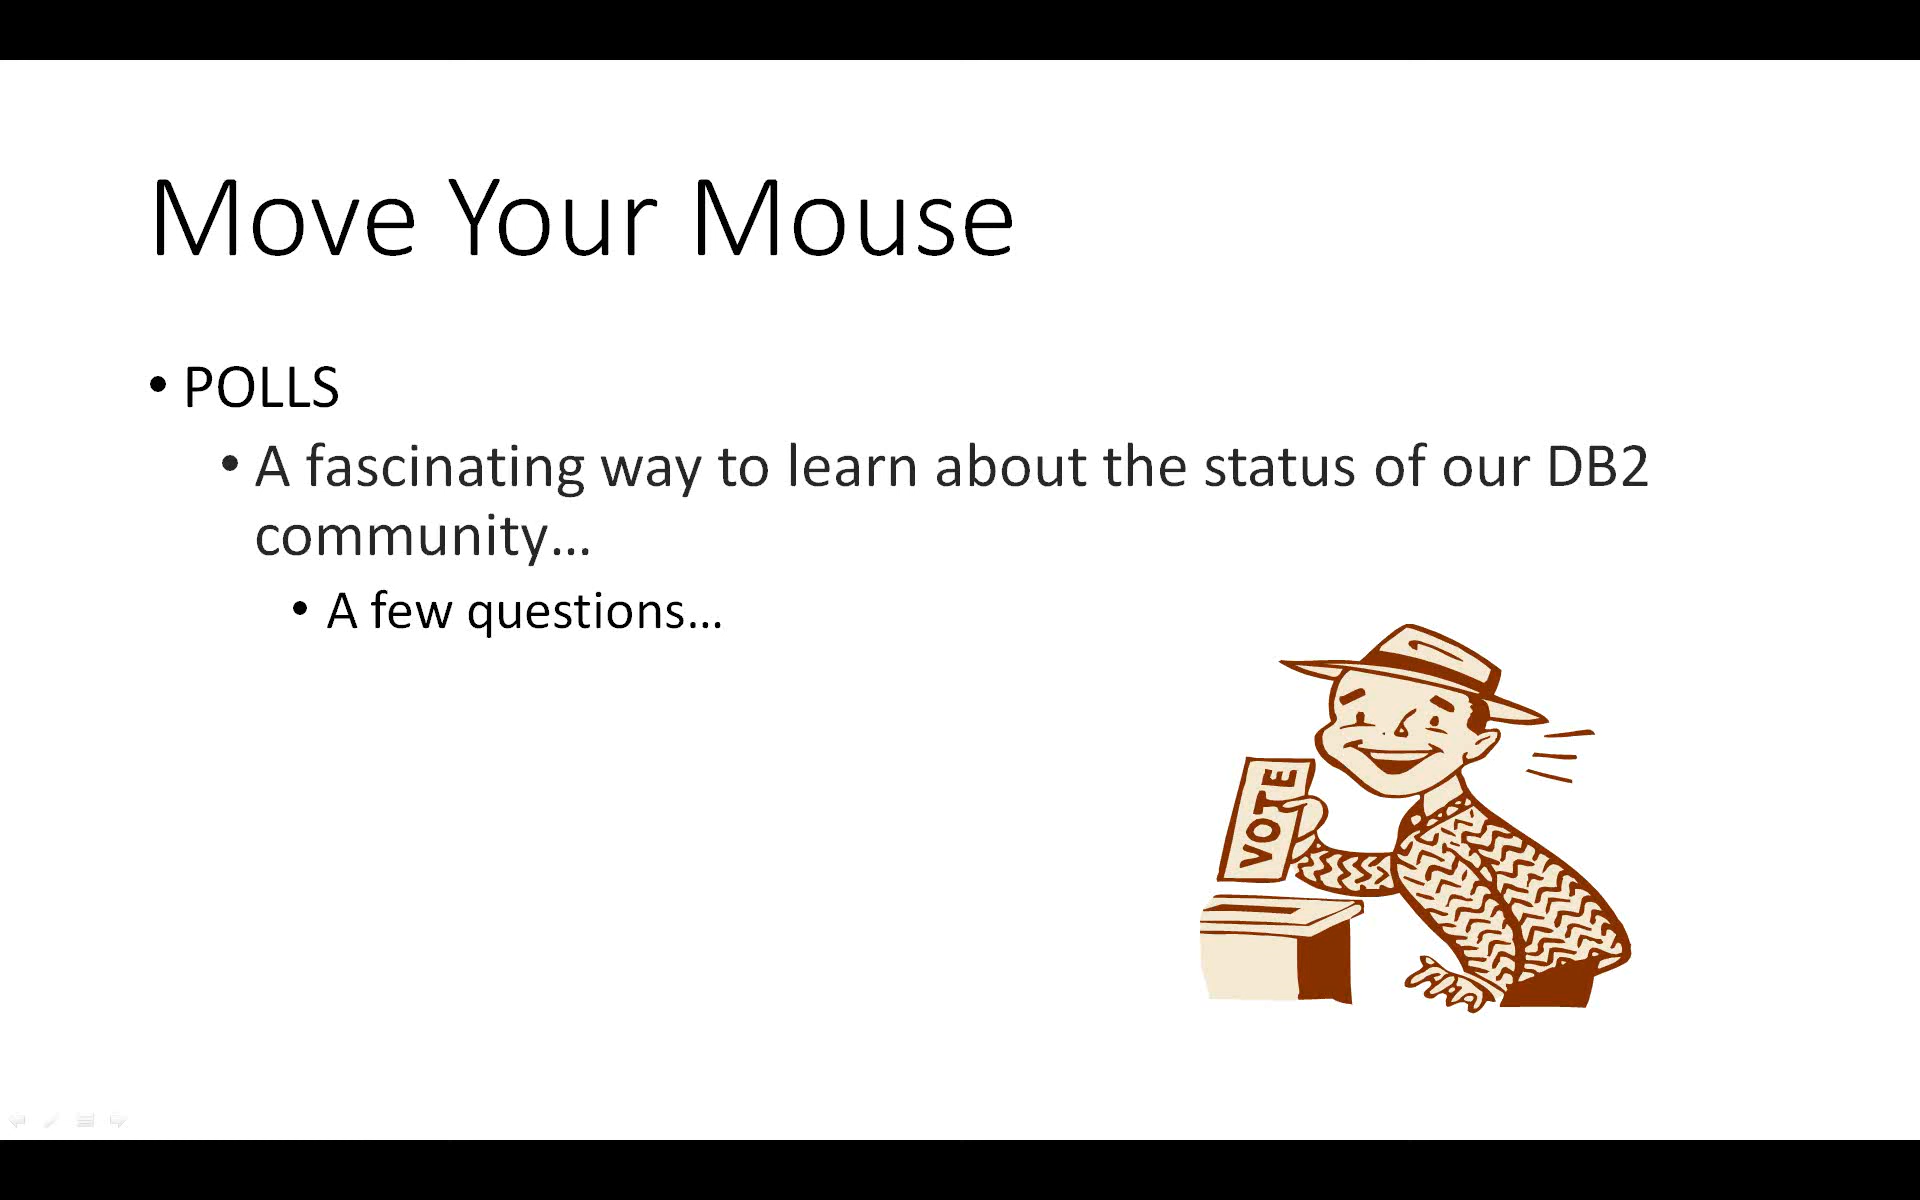 Move Your Mouse
• POLLS
• A fascinating way to learn about the status of our DB2
community...
• A few questions...
VOTE